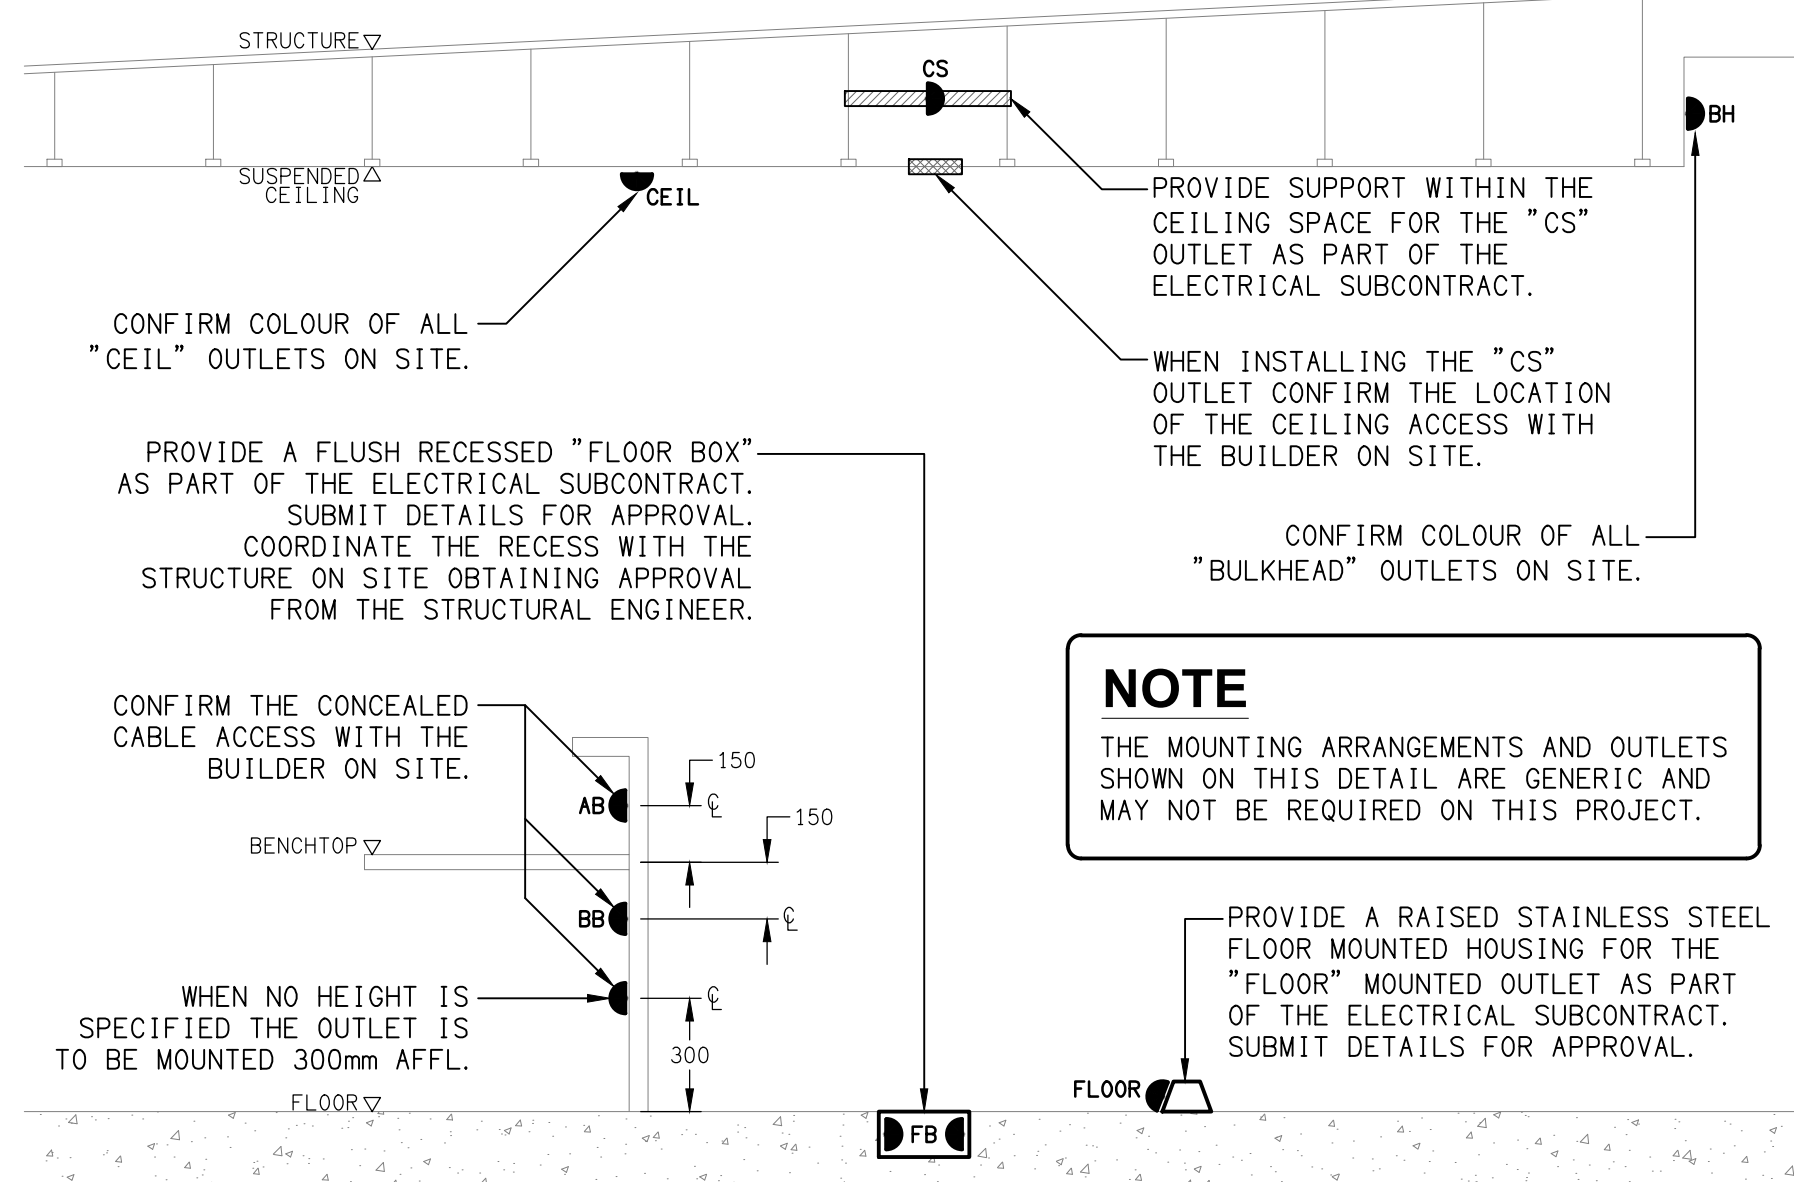 STRUCTURE
CS
BH
SUSPENDED
CEILING
CEIL
PROVIDE SUPPORT WITHIN THE
CEILING SPACE FOR THE "CS"
OUTLET AS PART OF THE
ELECTRICAL SUBCONTRACT.
CONFIRM COLOUR OF ALL
"CEIL" OUTLETS ON SITE.
WHEN INSTALLING THE "CS"
OUTLET CONFIRM THE LOCATION
OF THE CEILING ACCESS WITH
THE BUILDER ON SITE.
PROVIDE A FLUSH RECESSED "FLOOR BOX"
AS PART OF THE ELECTRICAL SUBCONTRACT.
SUBMIT DETAILS FOR APPROVAL.
COORDINATE THE RECESS WITH THE
STRUCTURE ON SITE OBTAINING APPROVAL
FROM THE STRUCTURAL ENGINEER.
CONFIRM COLOUR OF ALL
"BULKHEAD" OUTLETS ON SITE.
NOTE
THE MOUNTING ARRANGEMENTS AND OUTLETS
SHOWN ON THIS DETAIL ARE GENERIC AND
MAY NOT BE REQUIRED ON THIS PROJECT.
CONFIRM THE CONCEALED
CABLE ACCESS WITH THE
BUILDER ON SITE.
150
AB
℄
150
BENCHTOP
BB
℄
WHEN NO HEIGHT IS
SPECIFIED THE OUTLET IS
TO BE MOUNTED 300mm AFFL.
℄
300
FLOOR
PROVIDE A RAISED STAINLESS STEEL
FLOOR MOUNTED HOUSING FOR THE
"FLOOR" MOUNTED OUTLET AS PART
OF THE ELECTRICAL SUBCONTRACT.
SUBMIT DETAILS FOR APPROVAL.
FLOOR
FB